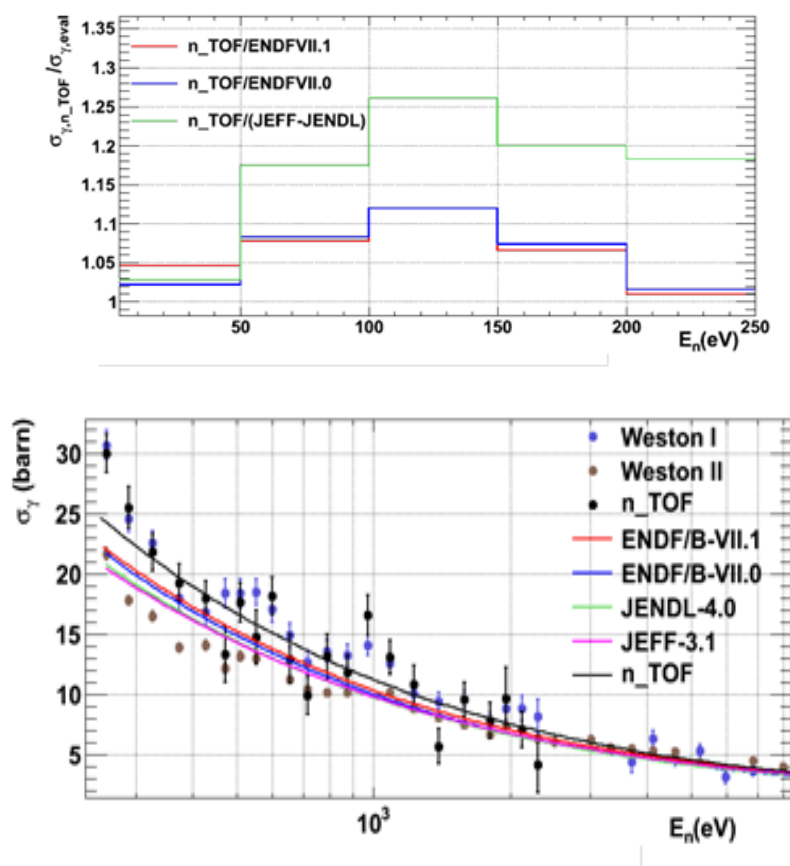 σγ,n_TOF /σγ,eval
1.35
1.3
1.25
1.2
1.15
1.1
1.05
1
n_TOF/ENDFVII.1
n_TOF/ENDFVII.0
n_TOF/(JEFF-JENDL)
50 100 150 200 250
En(eV)
σγ (barn)
30
25
20
15
10
5
Weston I
Weston II
n_TOF
ENDF/B-VII.1
ENDF/B-VII.0
JENDL-4.0
JEFF-3.1
n_TOF
10³
En(eV)